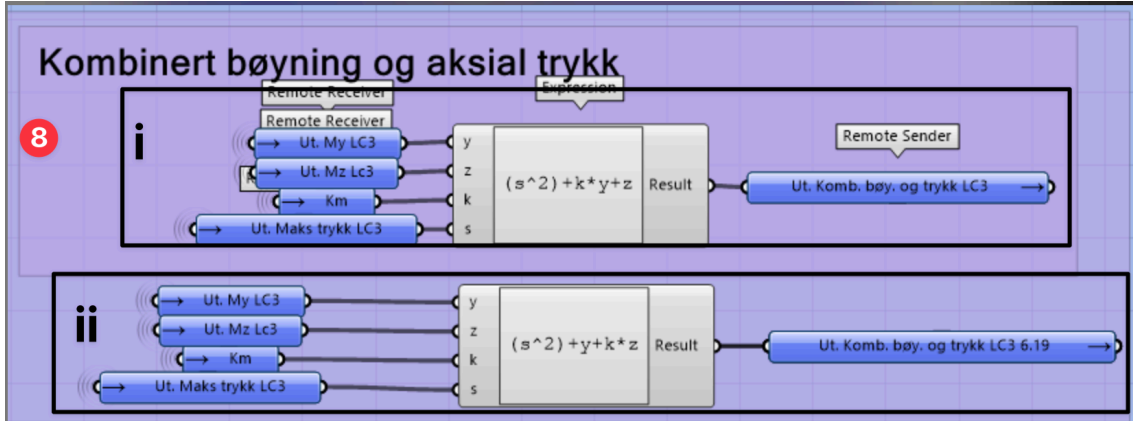 Kombinert bøyning og aksial trykk
Remote Receiver
Expression
8
i
Remote Receiver
Remote Sender
Ut. My LC3
y
Ut. Mz Lc3
z
(s^2)+k*y+z
Result
Ut. Komb. bøy. og trykk LC3
Km
k
Ut. Maks trykk LC3
s
ii
Ut. My LC3
y
Ut. Mz Lc3
z
(s^2)+y+k*z
Result
Ut. Komb. bøy. og trykk LC3 6.19
Km
k
Ut. Maks trykk LC3
s